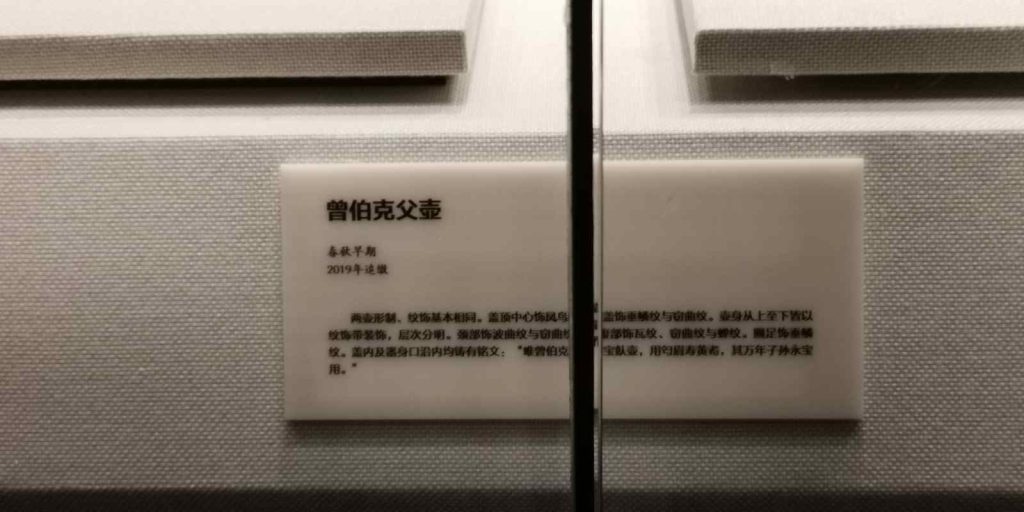 曾伯克父壶
春秋早期
2019年追缴
两壶形制、纹饰基本相同。盖顶中心饰凤鸟 盖饰垂鳞纹与窃曲纹。壶身从上至下皆以
纹饰带装饰，层次分明。颈部饰波曲纹与窃曲 腹部饰瓦纹、窃曲纹与 纹。圈足饰垂鳞
纹。盖内及器身口沿内均铸有铭文：“唯曾伯克 宝飤壶，用匄眉寿黄耇，其万年子孙永宝
用。”